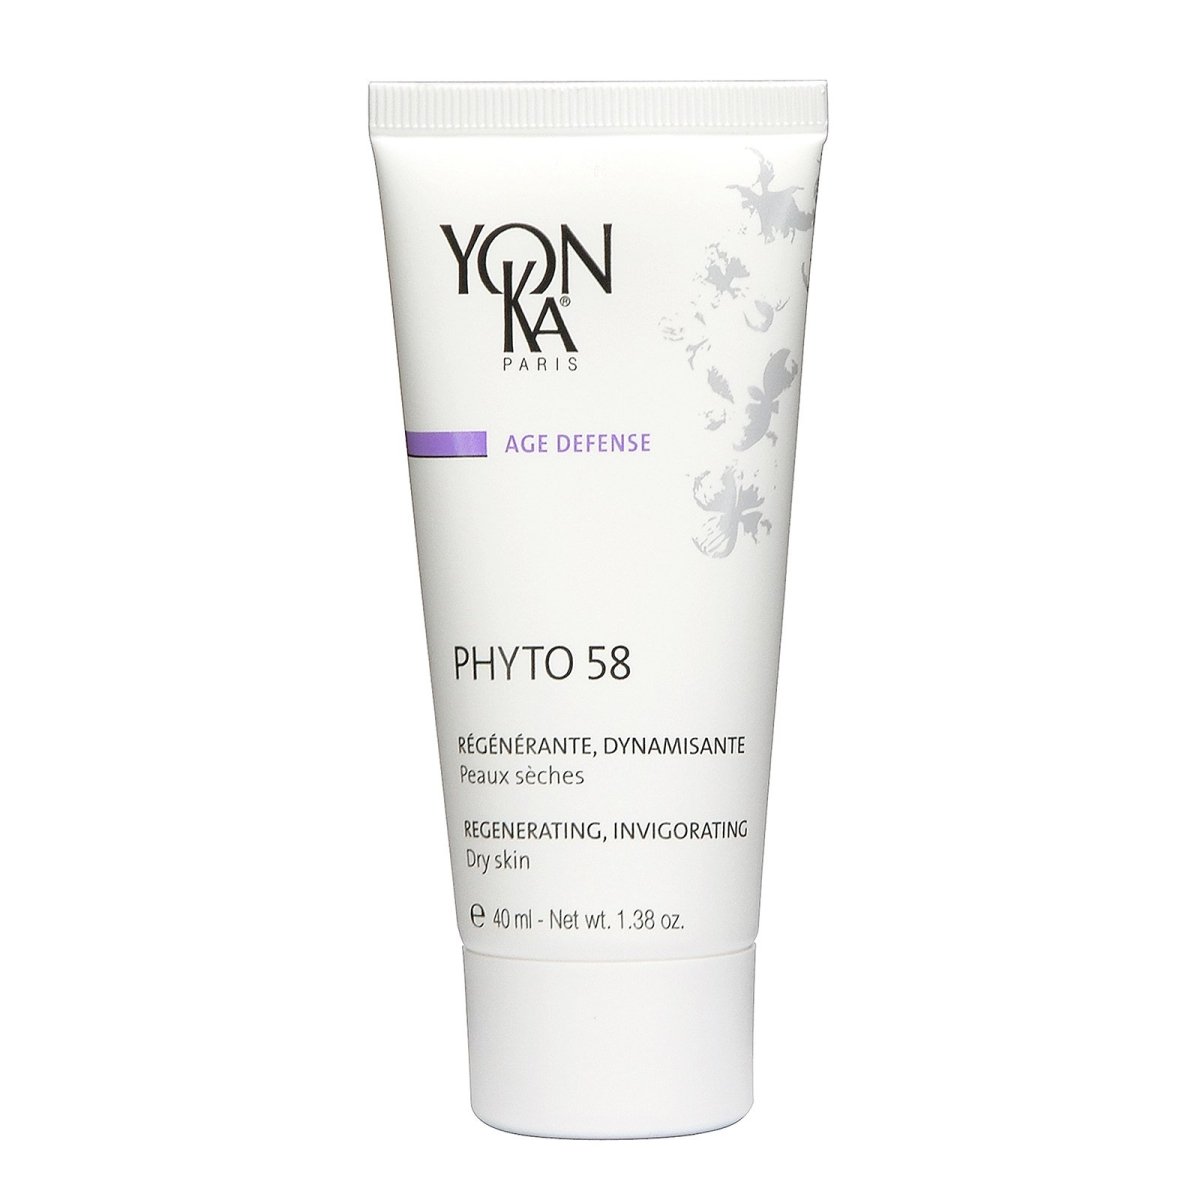 YON
KA®
PARIS
AGE DEFENSE
PHYTO 58
RÉGÉNÉRANTE, DYNAMISANTE
Peaux sèches
REGENERATING, INVIGORATING
Dry skin
℮ 40 ml - Net wt. 1.38 oz.